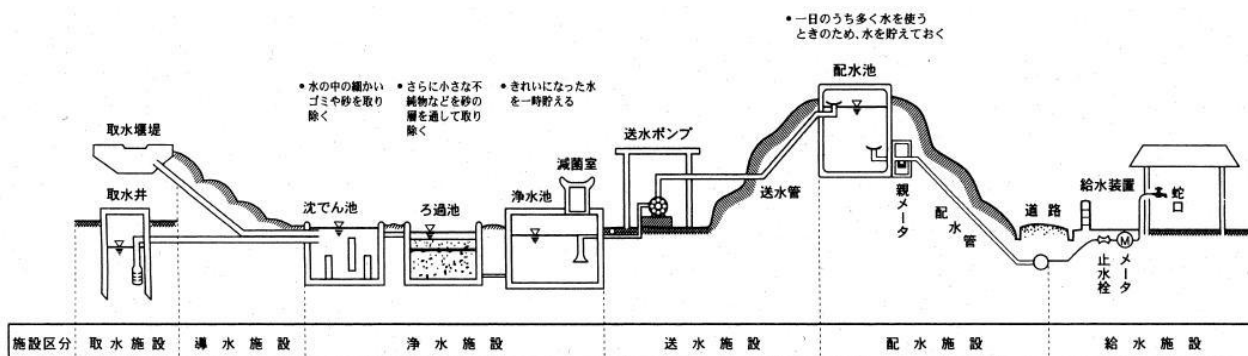 ● 一日のうち多く水を使う
ときのため、水を貯えておく
配水池
● 水の中の細かい
ゴミや砂を取り
除く
● さらに小さな不
純物などを砂の
層を通して取り
除く
● きれいになった水
を一時貯える
取水堰堤
取水井
沈でん池
ろ過池
浄水池
滅菌室
送水ポンプ
送水管
親メータ
配水管
道路
給水装置
蛇口
止水栓
M
メータ
施設区分
取水施設
導水施設
浄水施設
送水施設
配水施設
給水施設